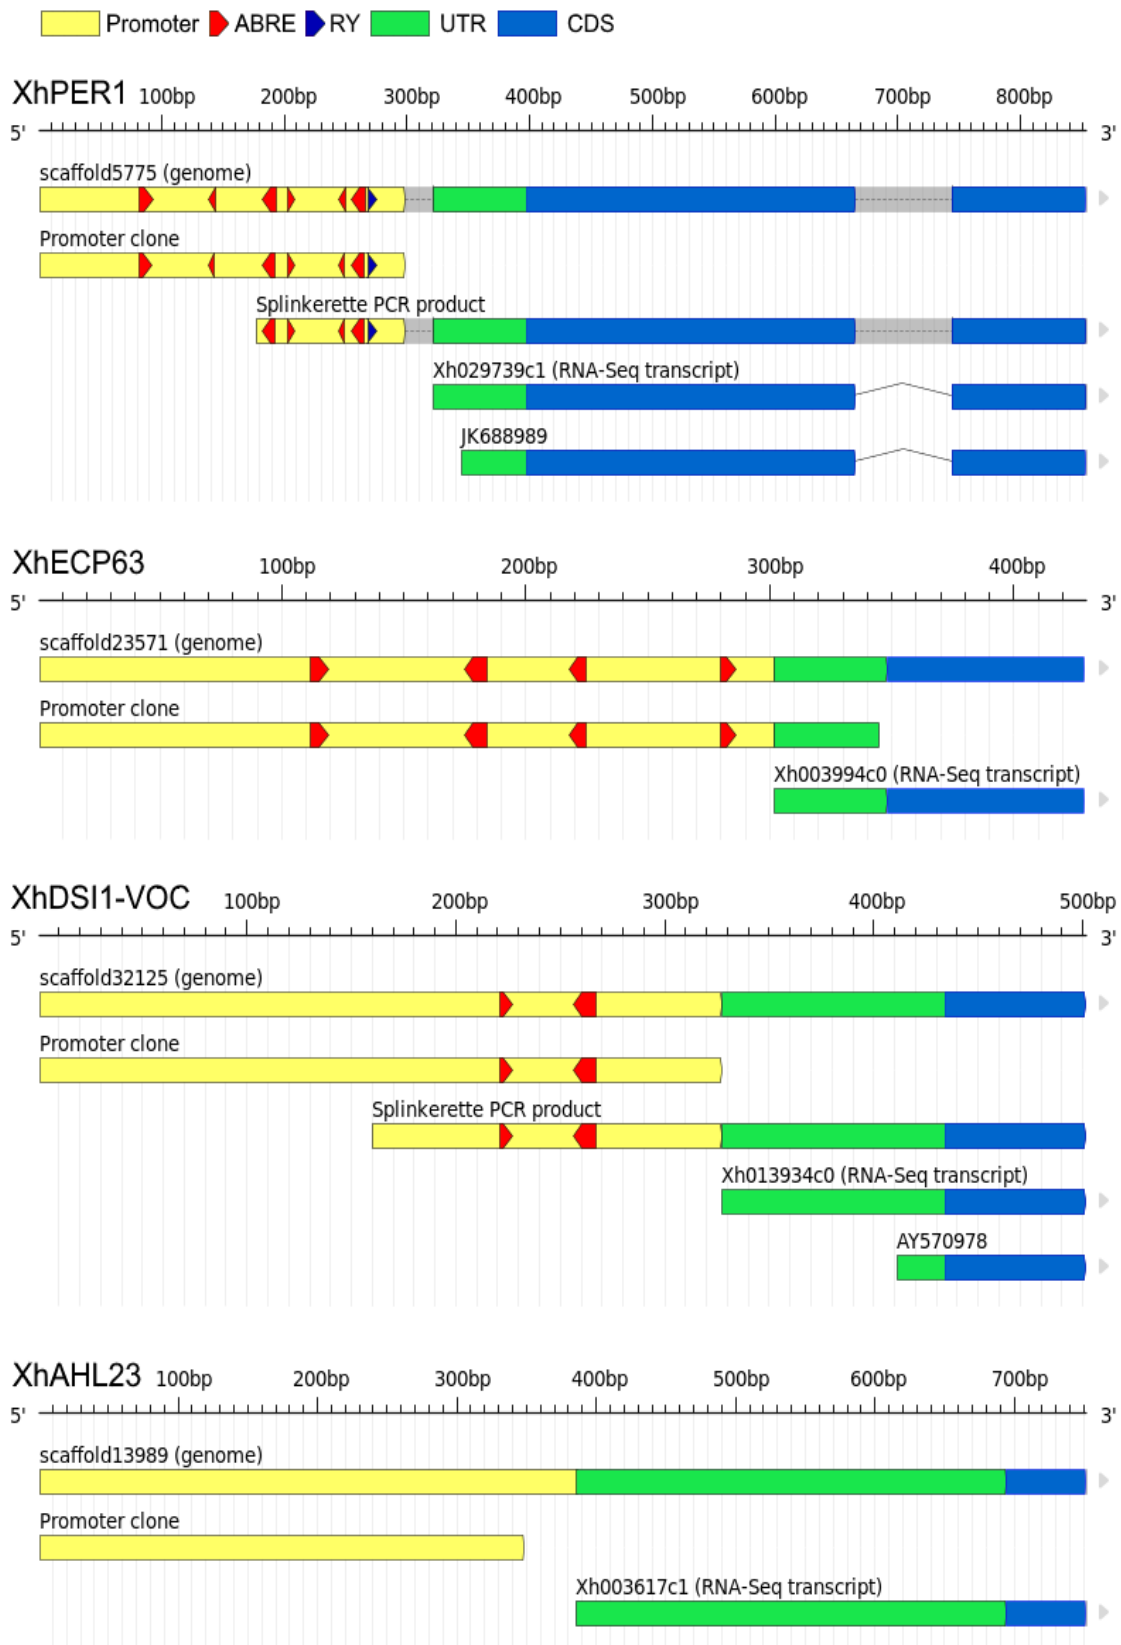 Promoter ABRE RY UTR CDS
XhPER1 100bp 200bp 300bp 400bp 500bp 600bp 700bp 800bp
5' 3'
scaffold5775 (genome)
Promoter clone
Splinkerette PCR product
Xh029739c1 (RNA-Seq transcript)
JK688989
XhECP63 100bp 200bp 300bp 400bp
5' 3'
scaffold23571 (genome)
Promoter clone
Xh003994c0 (RNA-Seq transcript)
XhDSI1-VOC 100bp 200bp 300bp 400bp 500bp
5' 3'
scaffold32125 (genome)
Promoter clone
Splinkerette PCR product
Xh013934c0 (RNA-Seq transcript)
AY570978
XhAHL23 100bp 200bp 300bp 400bp 500bp 600bp 700bp
5' 3'
scaffold13989 (genome)
Promoter clone
Xh003617c1 (RNA-Seq transcript)